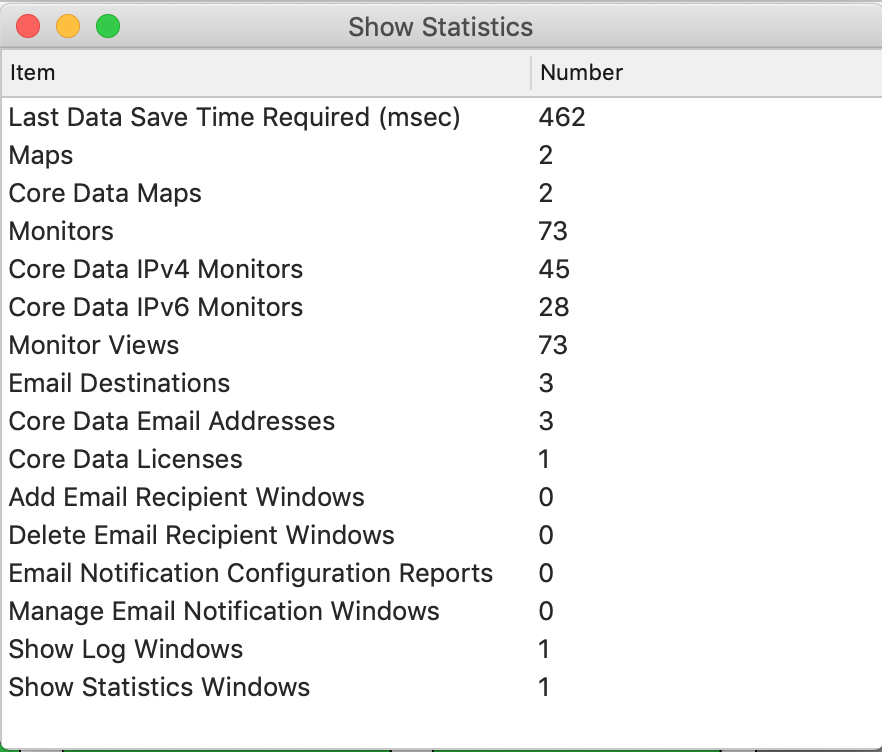 Show Statistics
Item Number
Last Data Save Time Required (msec) 462
Maps 2
Core Data Maps 2
Monitors 73
Core Data IPv4 Monitors 45
Core Data IPv6 Monitors 28
Monitor Views 73
Email Destinations 3
Core Data Email Addresses 3
Core Data Licenses 1
Add Email Recipient Windows 0
Delete Email Recipient Windows 0
Email Notification Configuration Reports 0
Manage Email Notification Windows 0
Show Log Windows 1
Show Statistics Windows 1